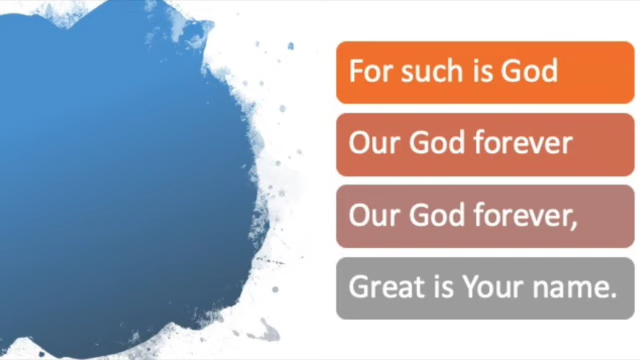 For such is God
Our God forever
Our God forever,
Great is Your name.